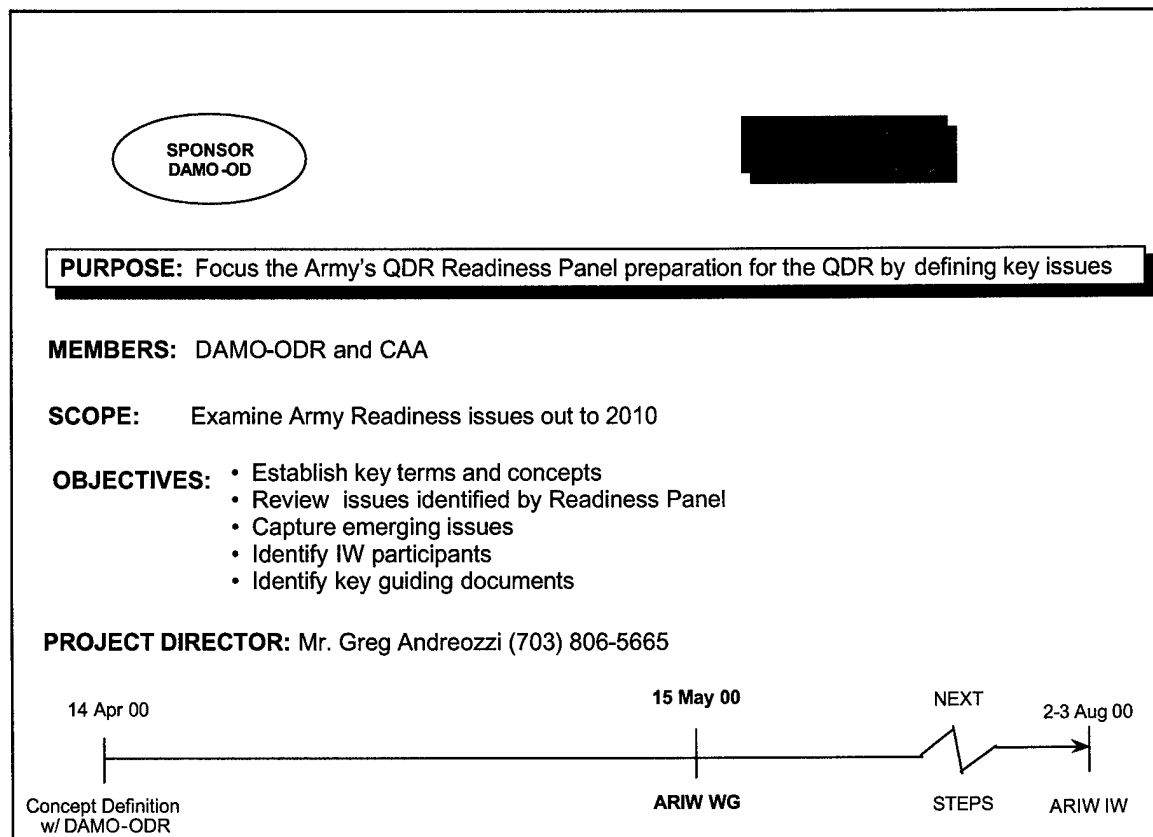 SPONSOR
DAMO-OD
PURPOSE: Focus the Army's QDR Readiness Panel preparation for the QDR by defining key issues
MEMBERS: DAMO-ODR and CAA
SCOPE: Examine Army Readiness issues out to 2010
OBJECTIVES: • Establish key terms and concepts
• Review issues identified by Readiness Panel
• Capture emerging issues
• Identify IW participants
• Identify key guiding documents
PROJECT DIRECTOR: Mr. Greg Andreozzi (703) 806-5665
14 Apr 00
15 May 00
NEXT
2-3 Aug 00
Concept Definition
w/ DAMO-ODR
ARIW WG
STEPS
ARIW IW